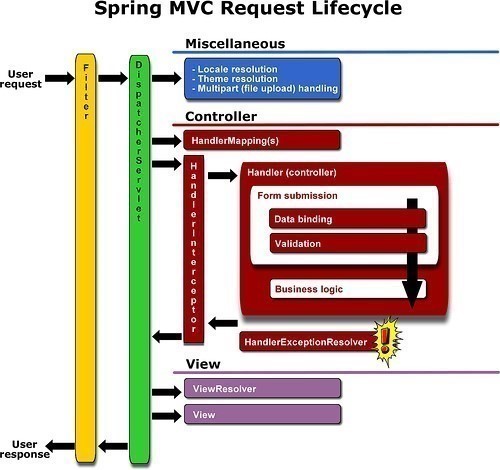 Spring MVC Request Lifecycle
Miscellaneous
User
request
Filter
DispatcherServlet
- Locale resolution
- Theme resolution
- Multipart (file upload) handling
Controller
HandlerMapping(s)
HandlerInterceptor
Handler (controller)
Form submission
Data binding
Validation
Business logic
HandlerExceptionResolver
!
View
ViewResolver
View
User
response